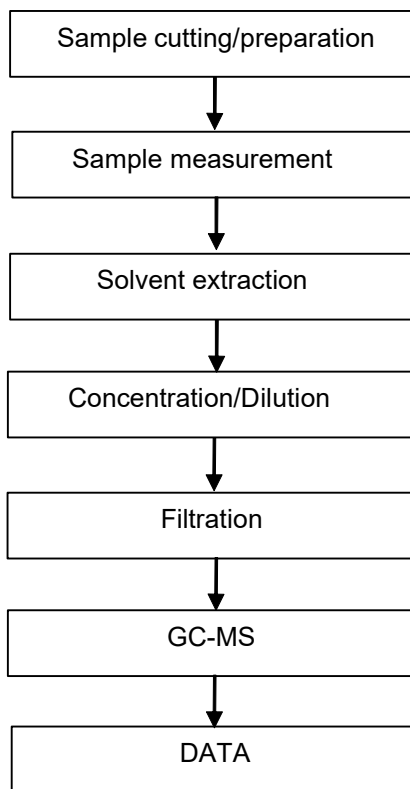 Sample cutting/preparation
Sample measurement
Solvent extraction
Concentration/Dilution
Filtration
GC-MS
DATA